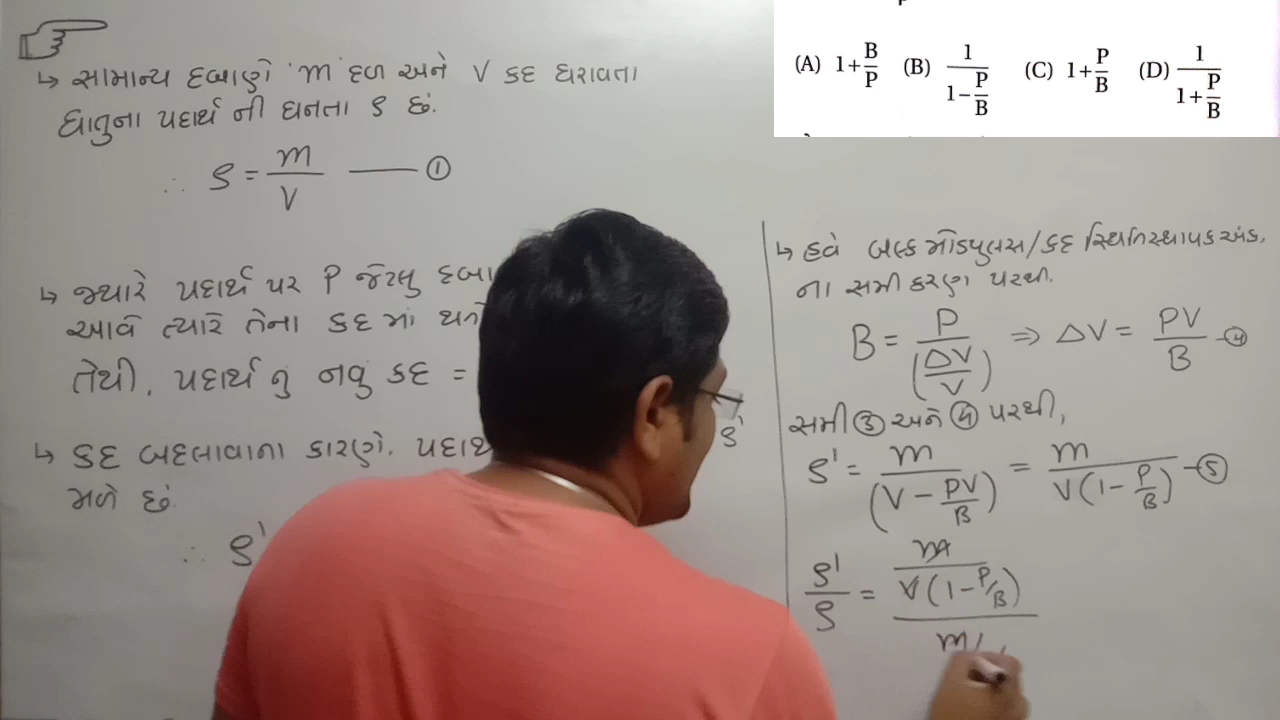 (A) 1+B/P (B) 1/(1−P/B) (C) 1+P/B (D) 1/(1+P/B)
↳ સામાન્ય દબાણે 'm' દળ અને V કદ ધરાવતા
ધાતુના પદાર્થ ની ઘનતા ς છે.
∴ ς = m/V —— ①
↳ જ્યારે પદાર્થ પર P જેટલુ
આવે ત્યારે તેના કદ માં
તેથી, પદાર્થ નું નવુ કદ =
↳ કદ બદલાવાના કારણે. ς'
મળે છે.
∴ ς'
↳ હવે બલ્ક મોડ્યુલસ/કદ સ્થિતિસ્થાપક અંક.
ના સમીકરણ પરથી.
B = P/(ΔV/V) ⇒ ΔV = PV/B —④
સમી ③ અને ④ પરથી,
ς' = m/(V − PV/B) = m/V(1 − P/B) —⑤
ς'/ς = m/V(1−P/B) / m/